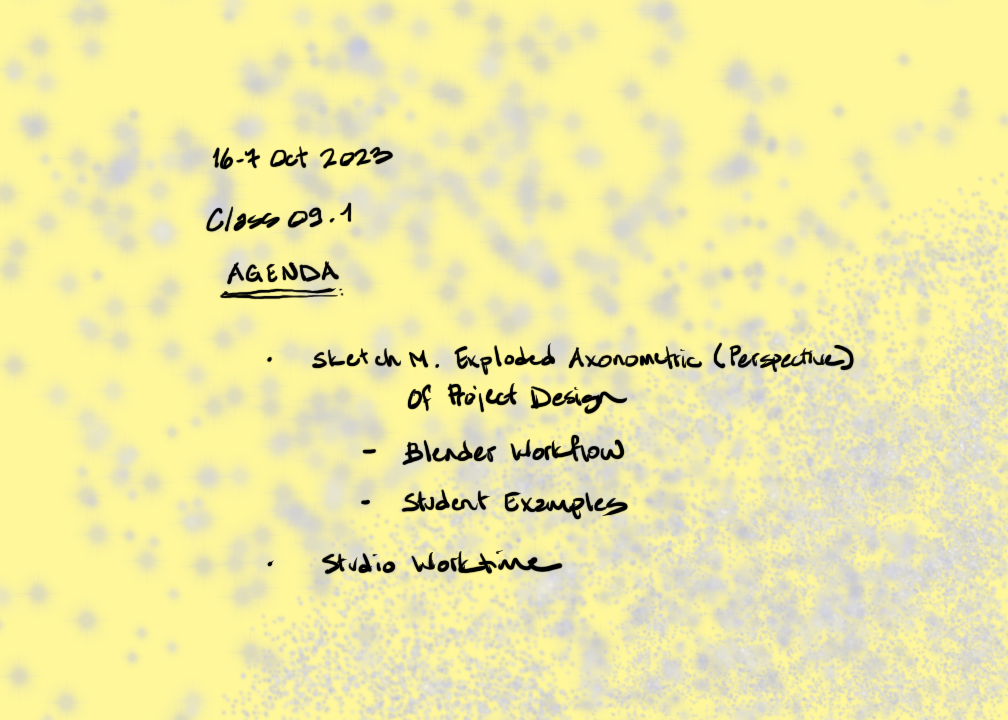 16-7 Oct 2023
Class 09.1
AGENDA
• Sketch M. Exploded Axonometric (Perspective)
Of Project Design
- Blender Workflow
- Student Examples
• Studio Worktime